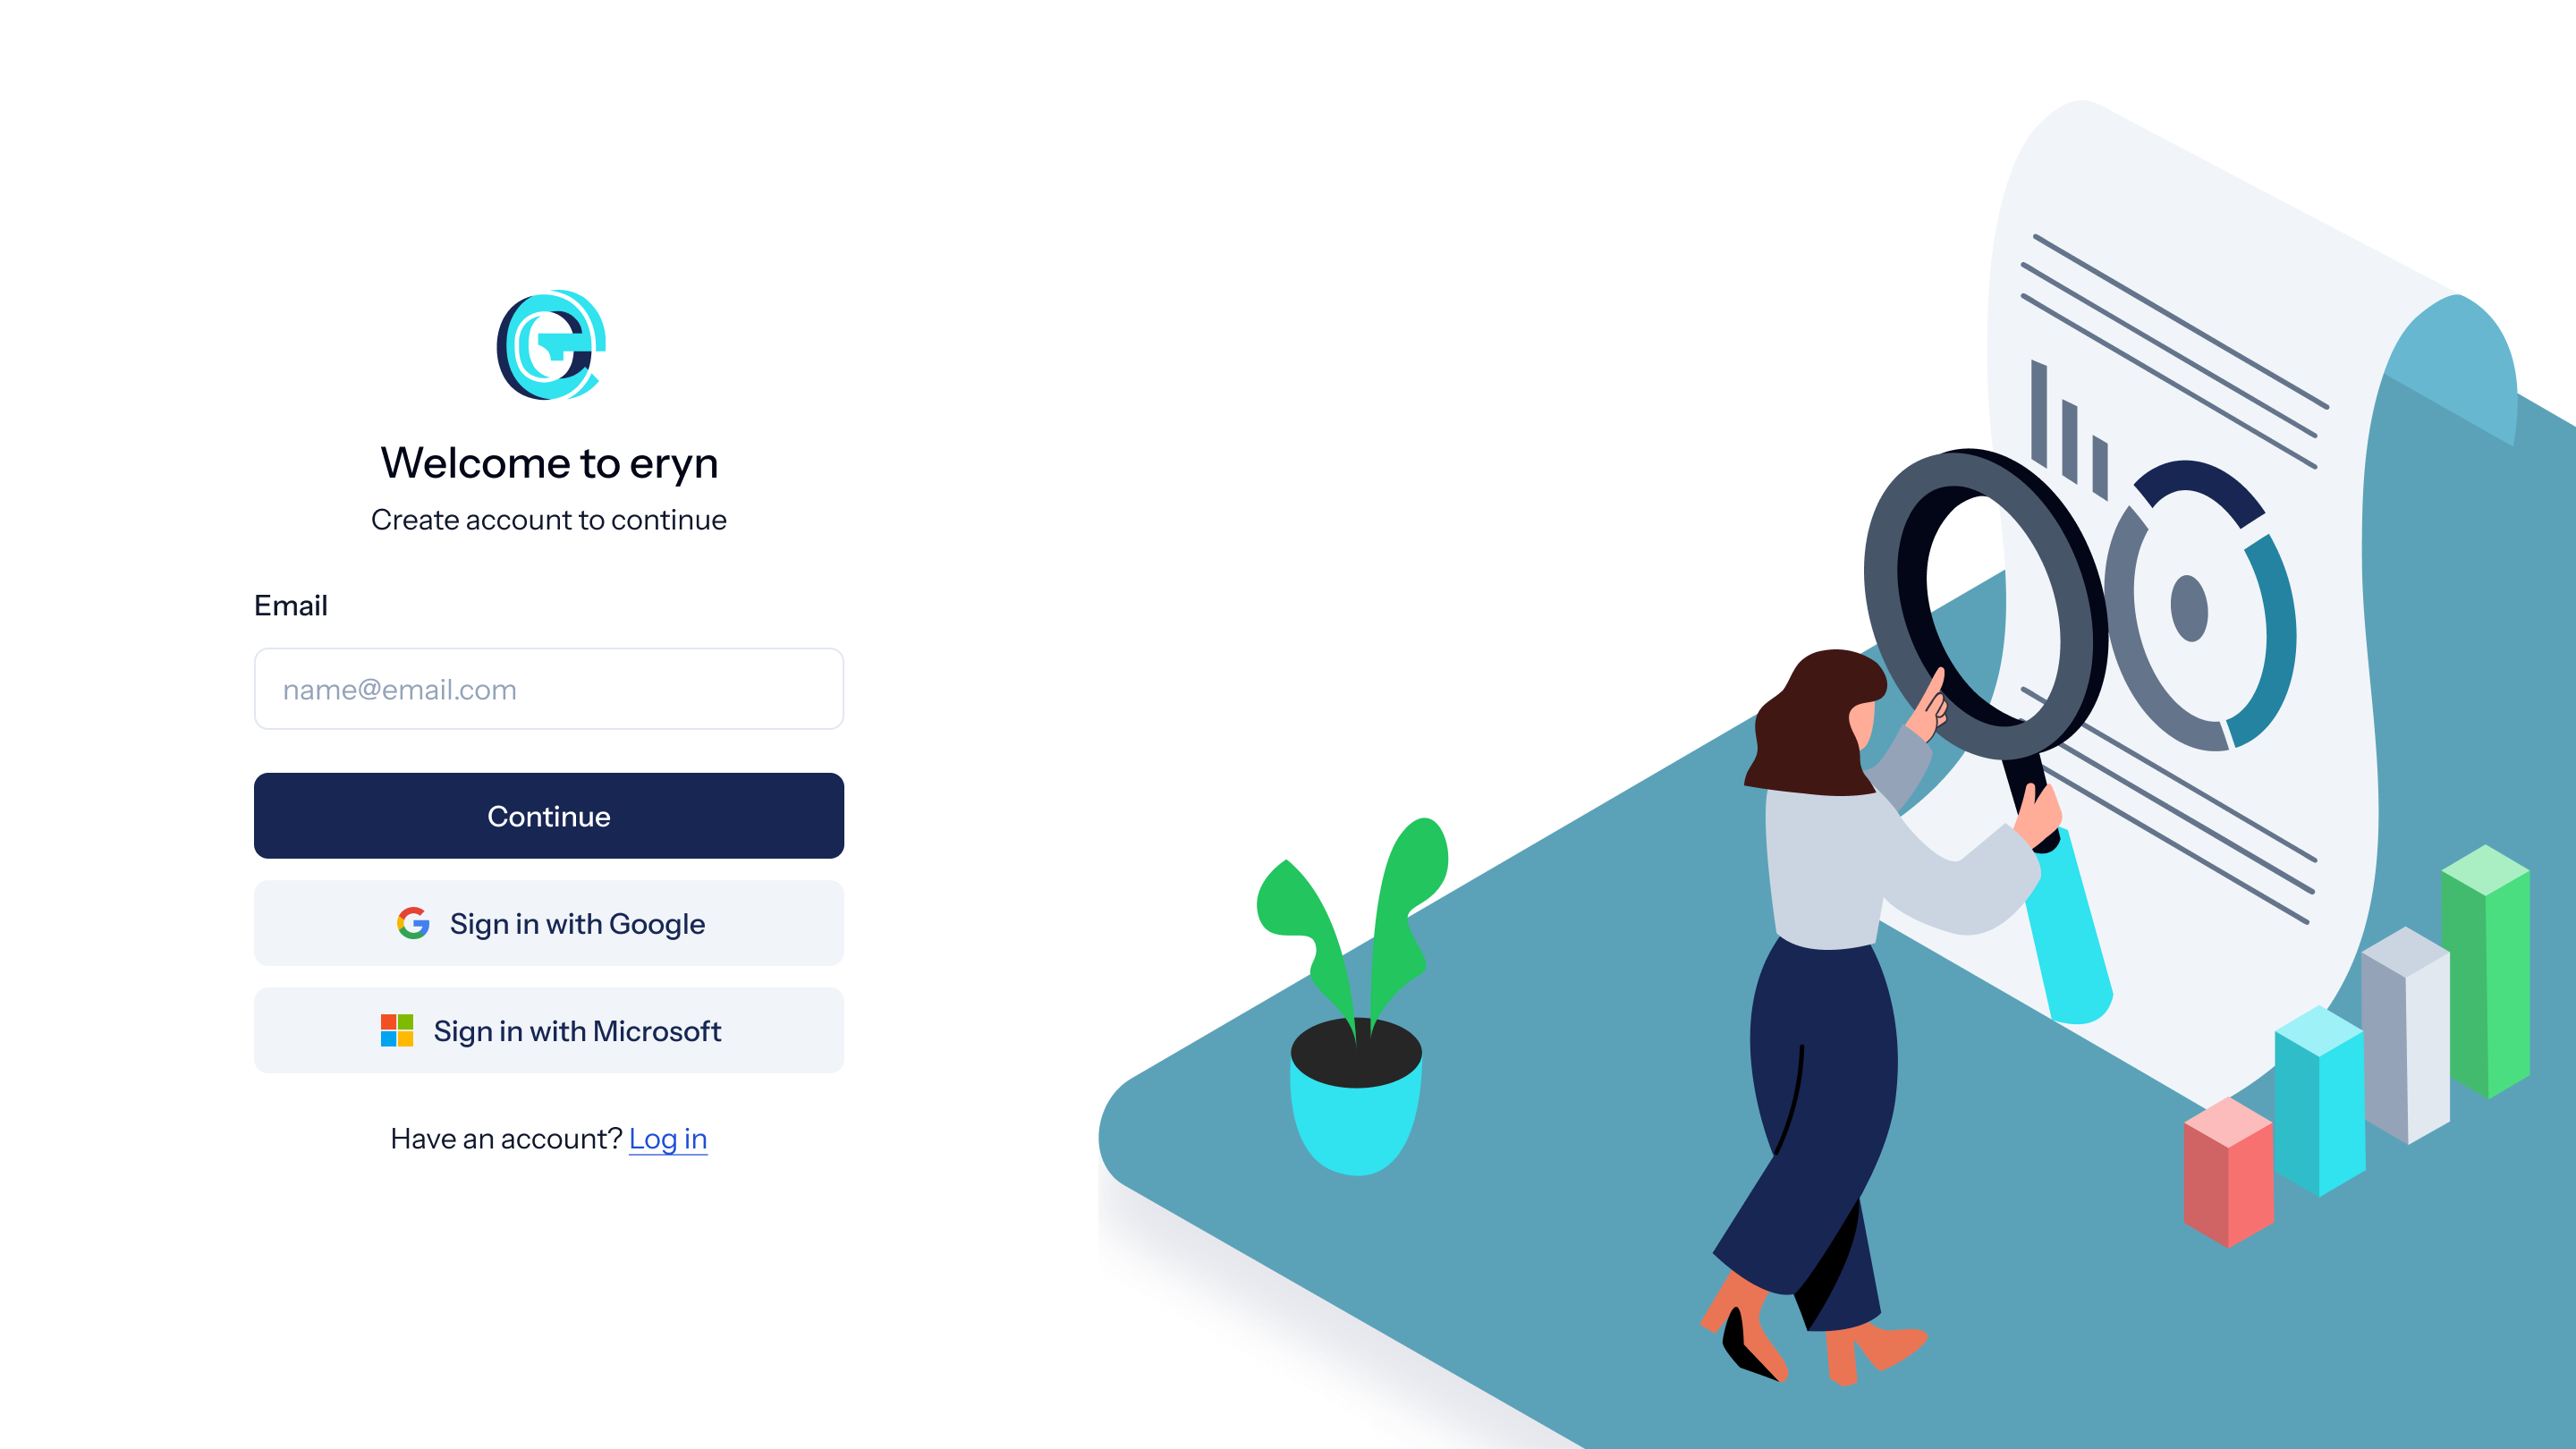 Welcome to eryn
Create account to continue
Email
name@email.com
Continue
Sign in with Google
Sign in with Microsoft
Have an account? Log in